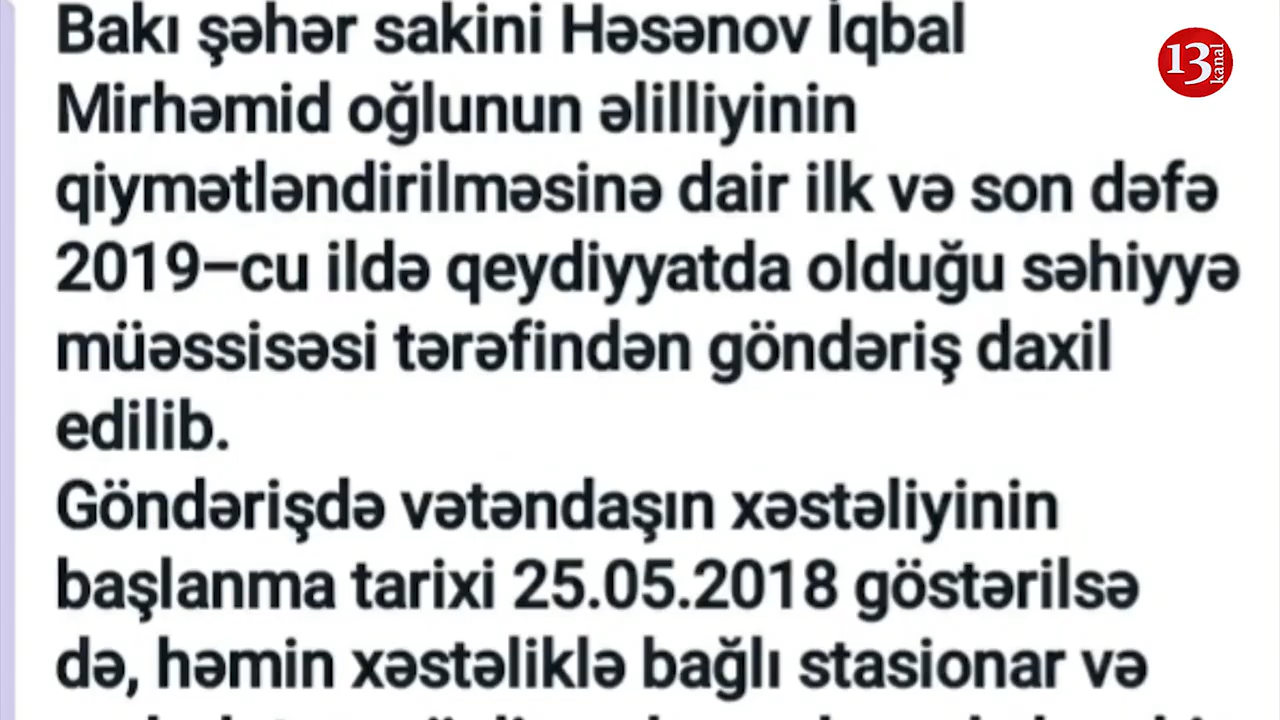 Bakı şəhər sakini Həsənov İqbal
13 kanal
Mirhəmid oğlunun əlilliyinin
qiymətləndirilməsinə dair ilk və son dəfə
2019–cu ildə qeydiyyatda olduğu səhiyyə
müəssisəsi tərəfindən göndəriş daxil
edilib.
Göndərişdə vətəndaşın xəstəliyinin
başlanma tarixi 25.05.2018 göstərilsə
də, həmin xəstəliklə bağlı stasionar və